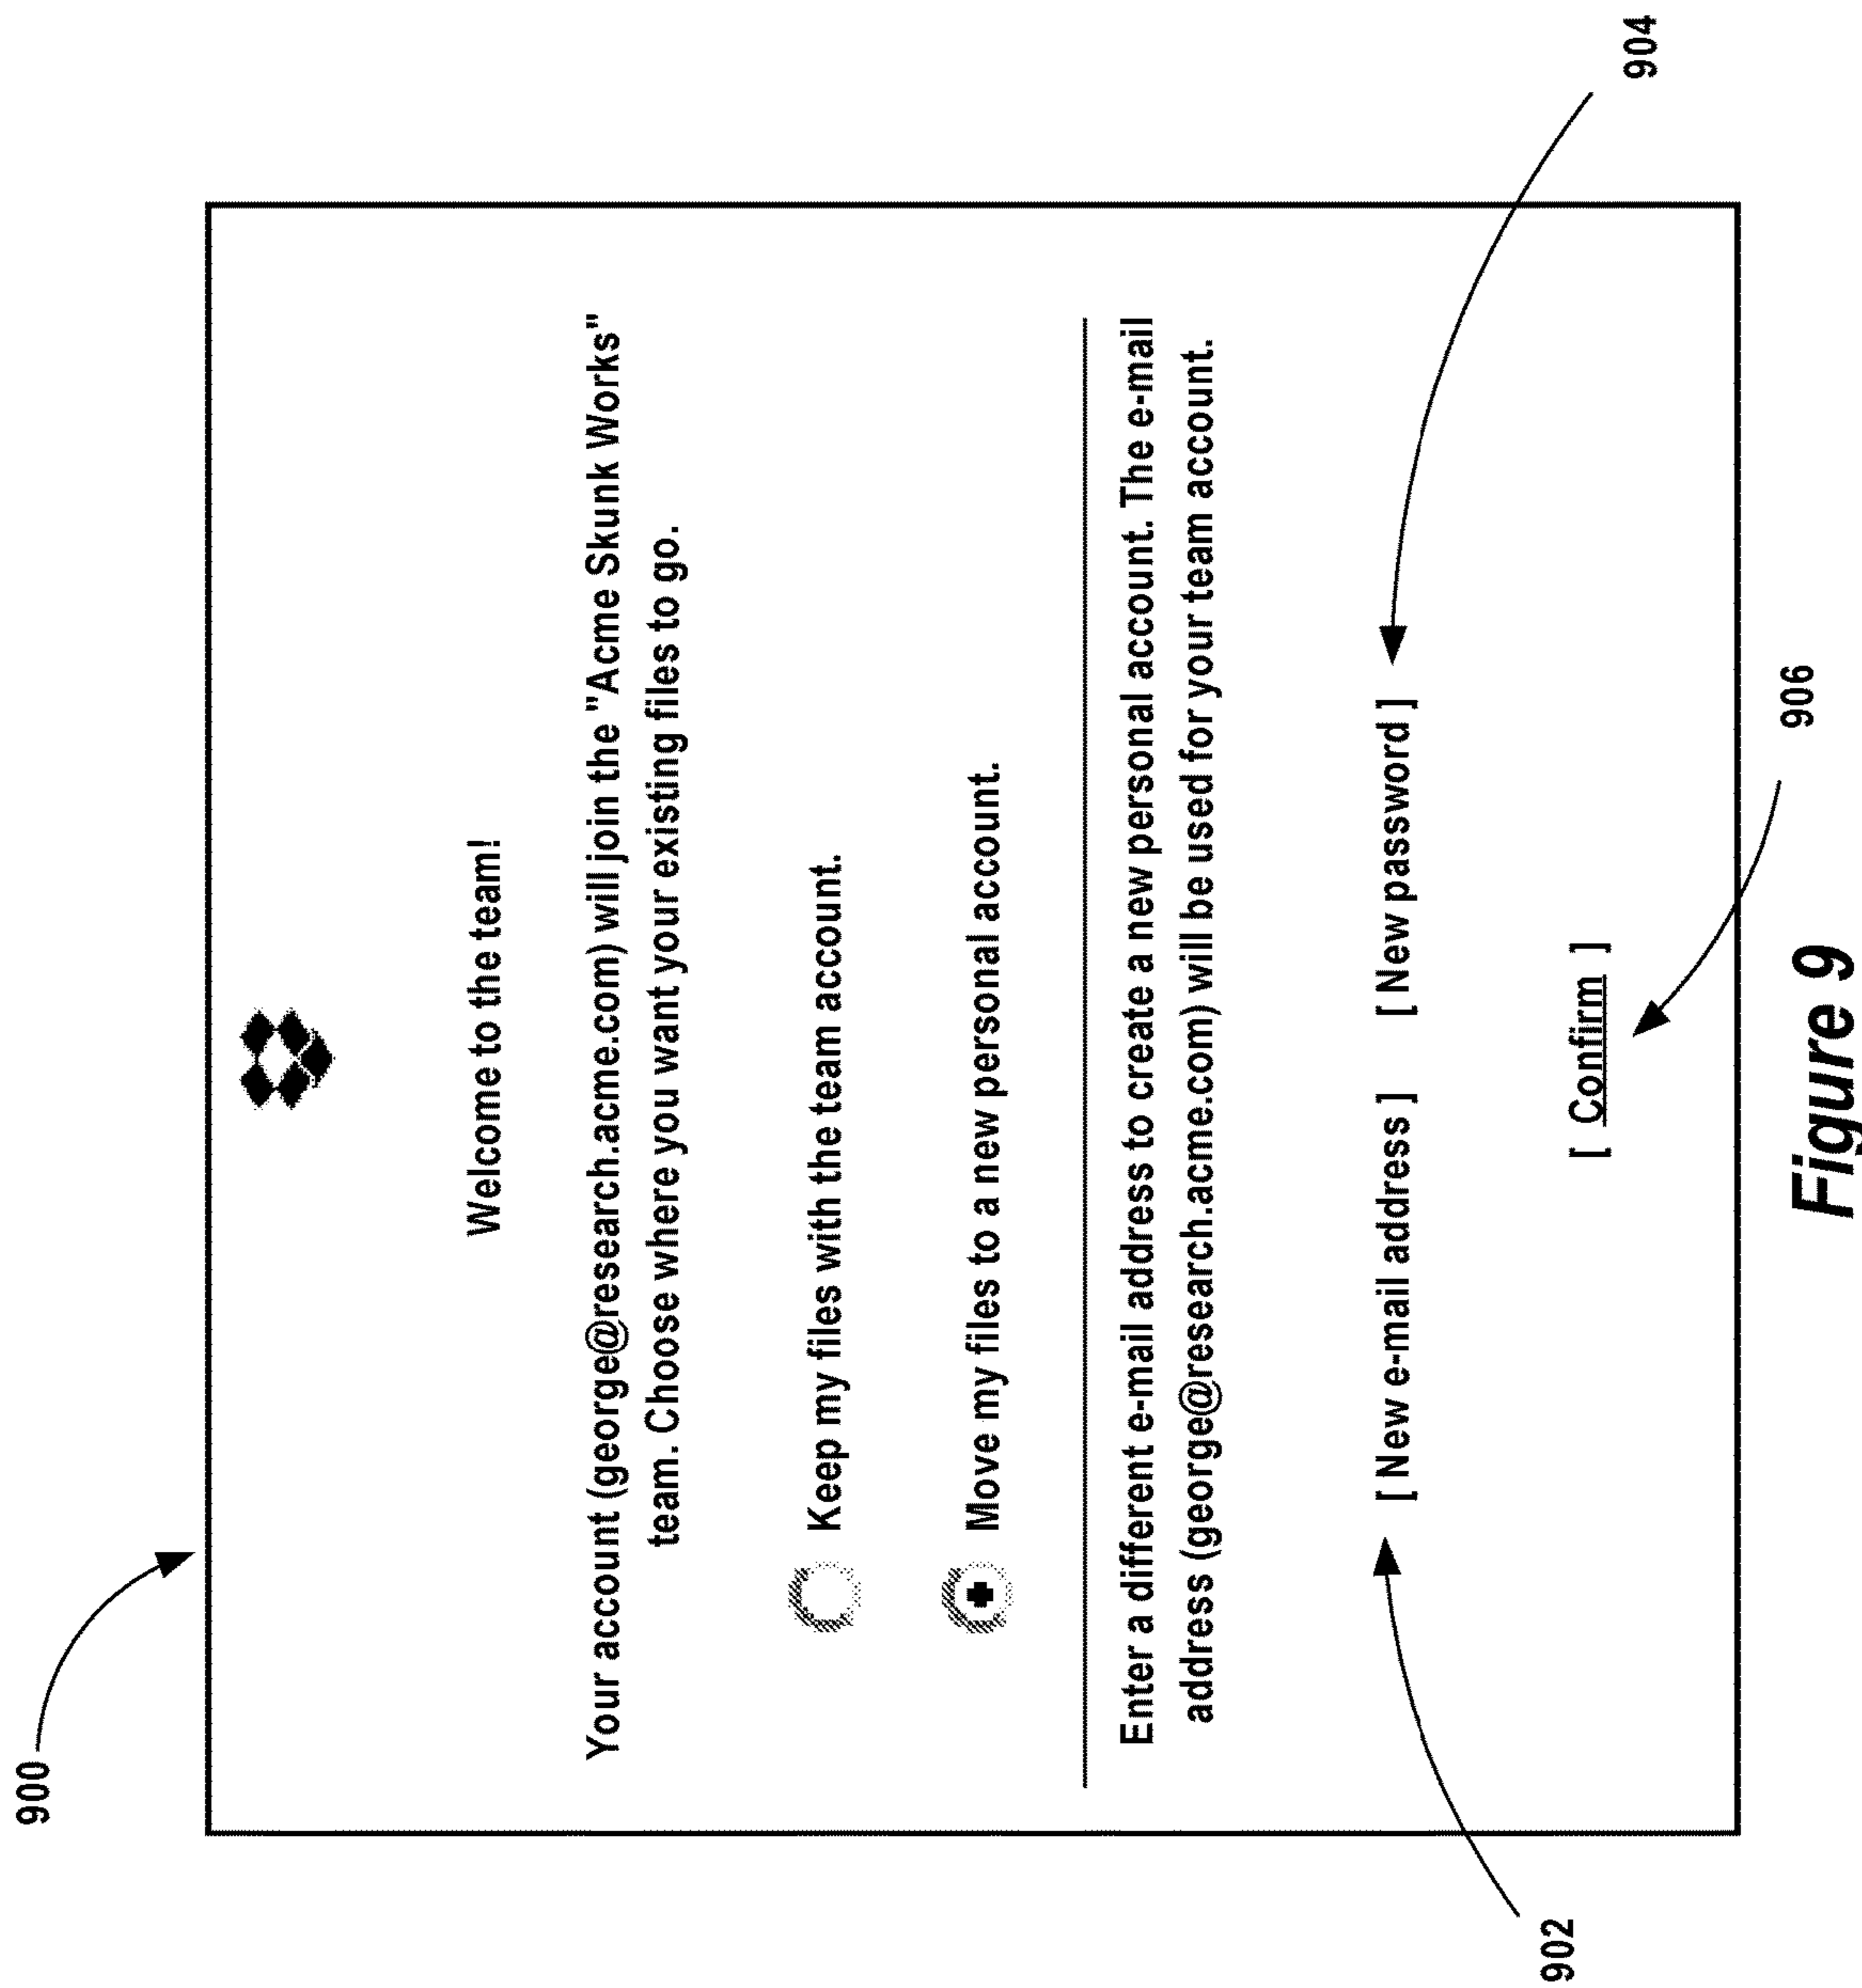 900
Welcome to the team!
Your account (george@research.acme.com) will join the "Acme Skunk Works"
team. Choose where you want your existing files to go.
Keep my files with the team account.
Move my files to a new personal account.
Enter a different e-mail address to create a new personal account. The e-mail
address (george@research.acme.com) will be used for your team account.
902
[ New e-mail address ] [ New password ]
904
[ Confirm ]
906
Figure 9